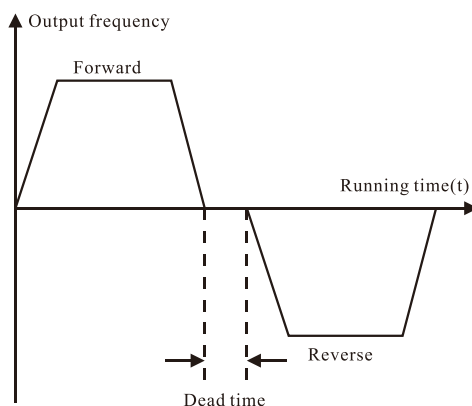 Output frequency
Forward
Running time(t)
Reverse
Dead time